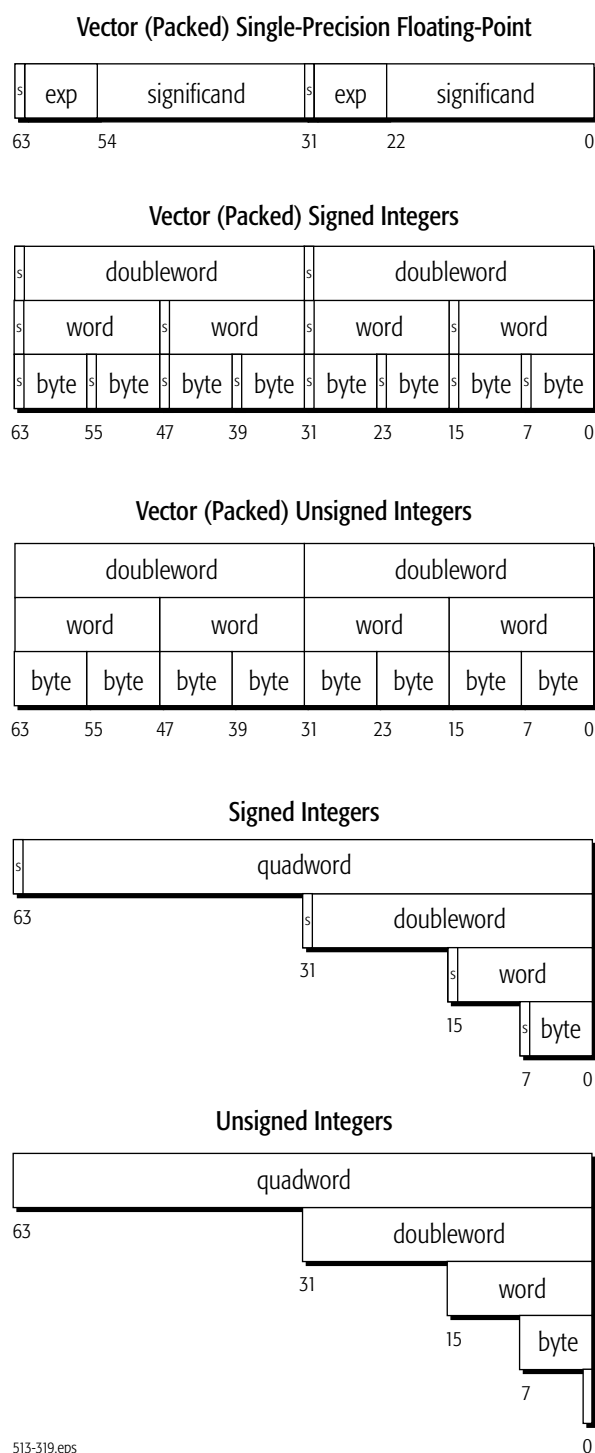 Vector (Packed) Single-Precision Floating-Point
s exp significand s exp significand
63 54 31 22 0
Vector (Packed) Signed Integers
s doubleword s doubleword
s word s word s word s word
s byte s byte s byte s byte s byte s byte s byte s byte
63 55 47 39 31 23 15 7 0
Vector (Packed) Unsigned Integers
doubleword doubleword
word word word word
byte byte byte byte byte byte byte byte
63 55 47 39 31 23 15 7 0
Signed Integers
s quadword
63 s doubleword
31 s word
15 s byte
7 0
Unsigned Integers
quadword
63 doubleword
31 word
15 byte
7
513-319.eps 0